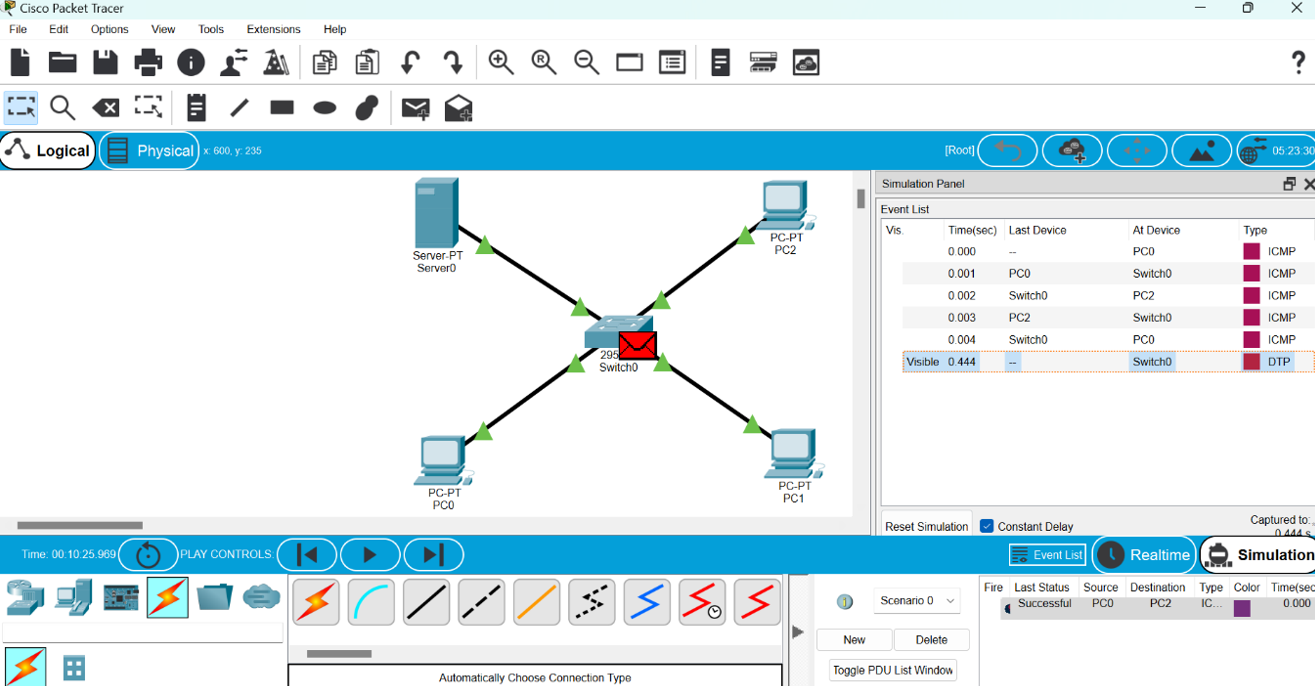 Cisco Packet Tracer
File Edit Options View Tools Extensions Help
Logical Physical x: 600, y: 235 [Root] 05:23:30
Server-PT
Server0
PC-PT
PC2
295
Switch0
PC-PT
PC0
PC-PT
PC1
Simulation Panel
Event List
Vis. Time(sec) Last Device At Device Type
0.000 -- PC0 ICMP
0.001 PC0 Switch0 ICMP
0.002 Switch0 PC2 ICMP
0.003 PC2 Switch0 ICMP
0.004 Switch0 PC0 ICMP
Visible 0.444 -- Switch0 DTP
Reset Simulation Constant Delay Captured to:
0.444 s
Time: 00:10:25.969 PLAY CONTROLS: Event List Realtime Simulation
Scenario 0
New Delete
Toggle PDU List Window
Fire Last Status Source Destination Type Color Time(sec
Successful PC0 PC2 IC... 0.000
Automatically Choose Connection Type